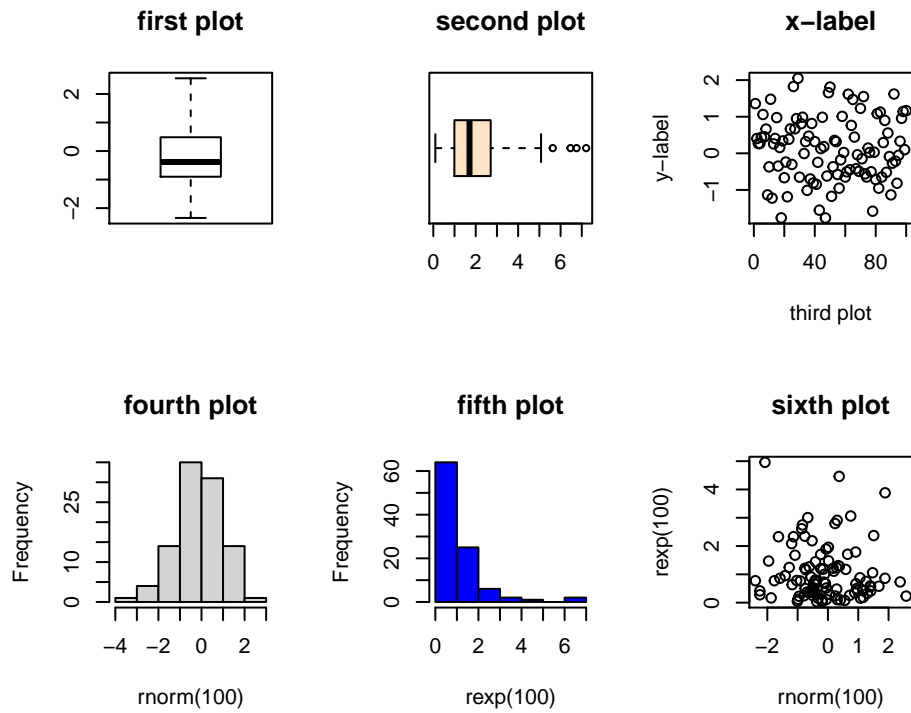 first plot
2
0
−2
second plot
0 2 4 6
x−label
y−label
2
1
0
−1
0 40 80
third plot
fourth plot
Frequency
25
10
0
−4 −2 0 2
rnorm(100)
fifth plot
Frequency
60
40
20
0
0 2 4 6
rexp(100)
sixth plot
rexp(100)
4
2
1
0
−2 0 1 2
rnorm(100)